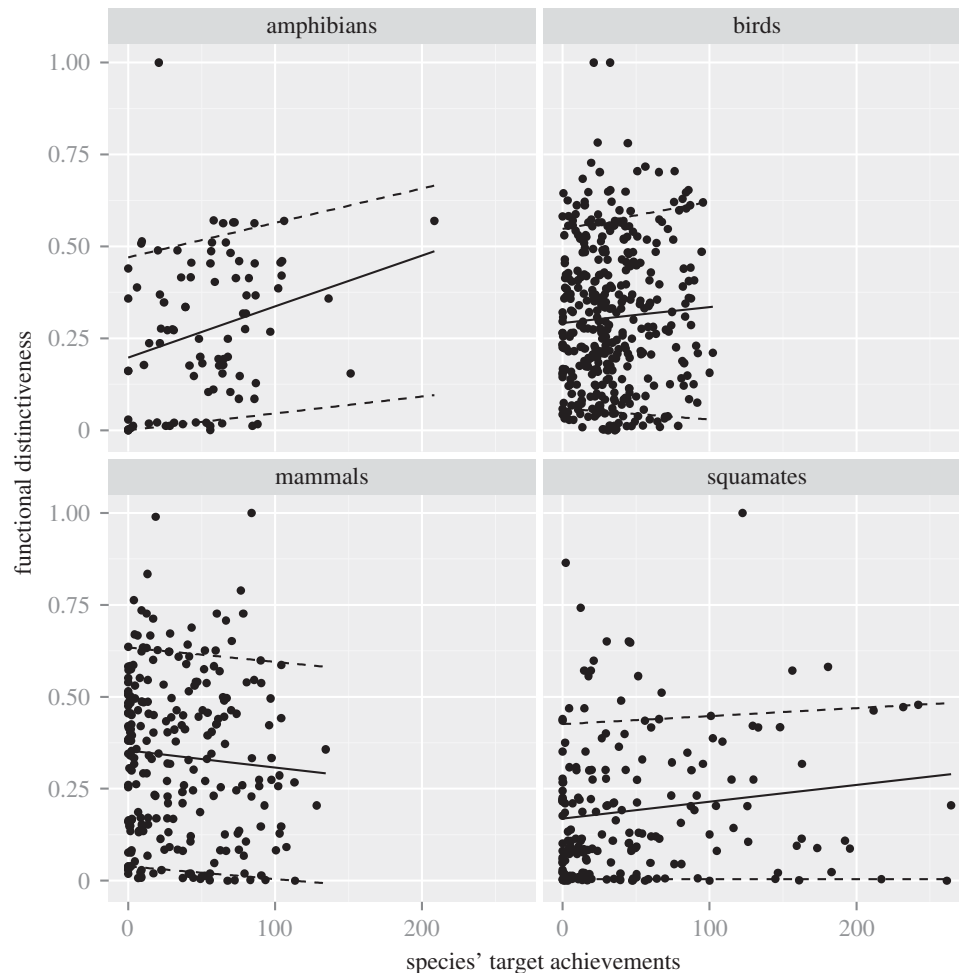 amphibians
birds
1.00
0.75
0.50
0.25
0
mammals
squamates
1.00
0.75
0.50
0.25
0
0
100
200
0
100
200
functional distinctiveness
species’ target achievements